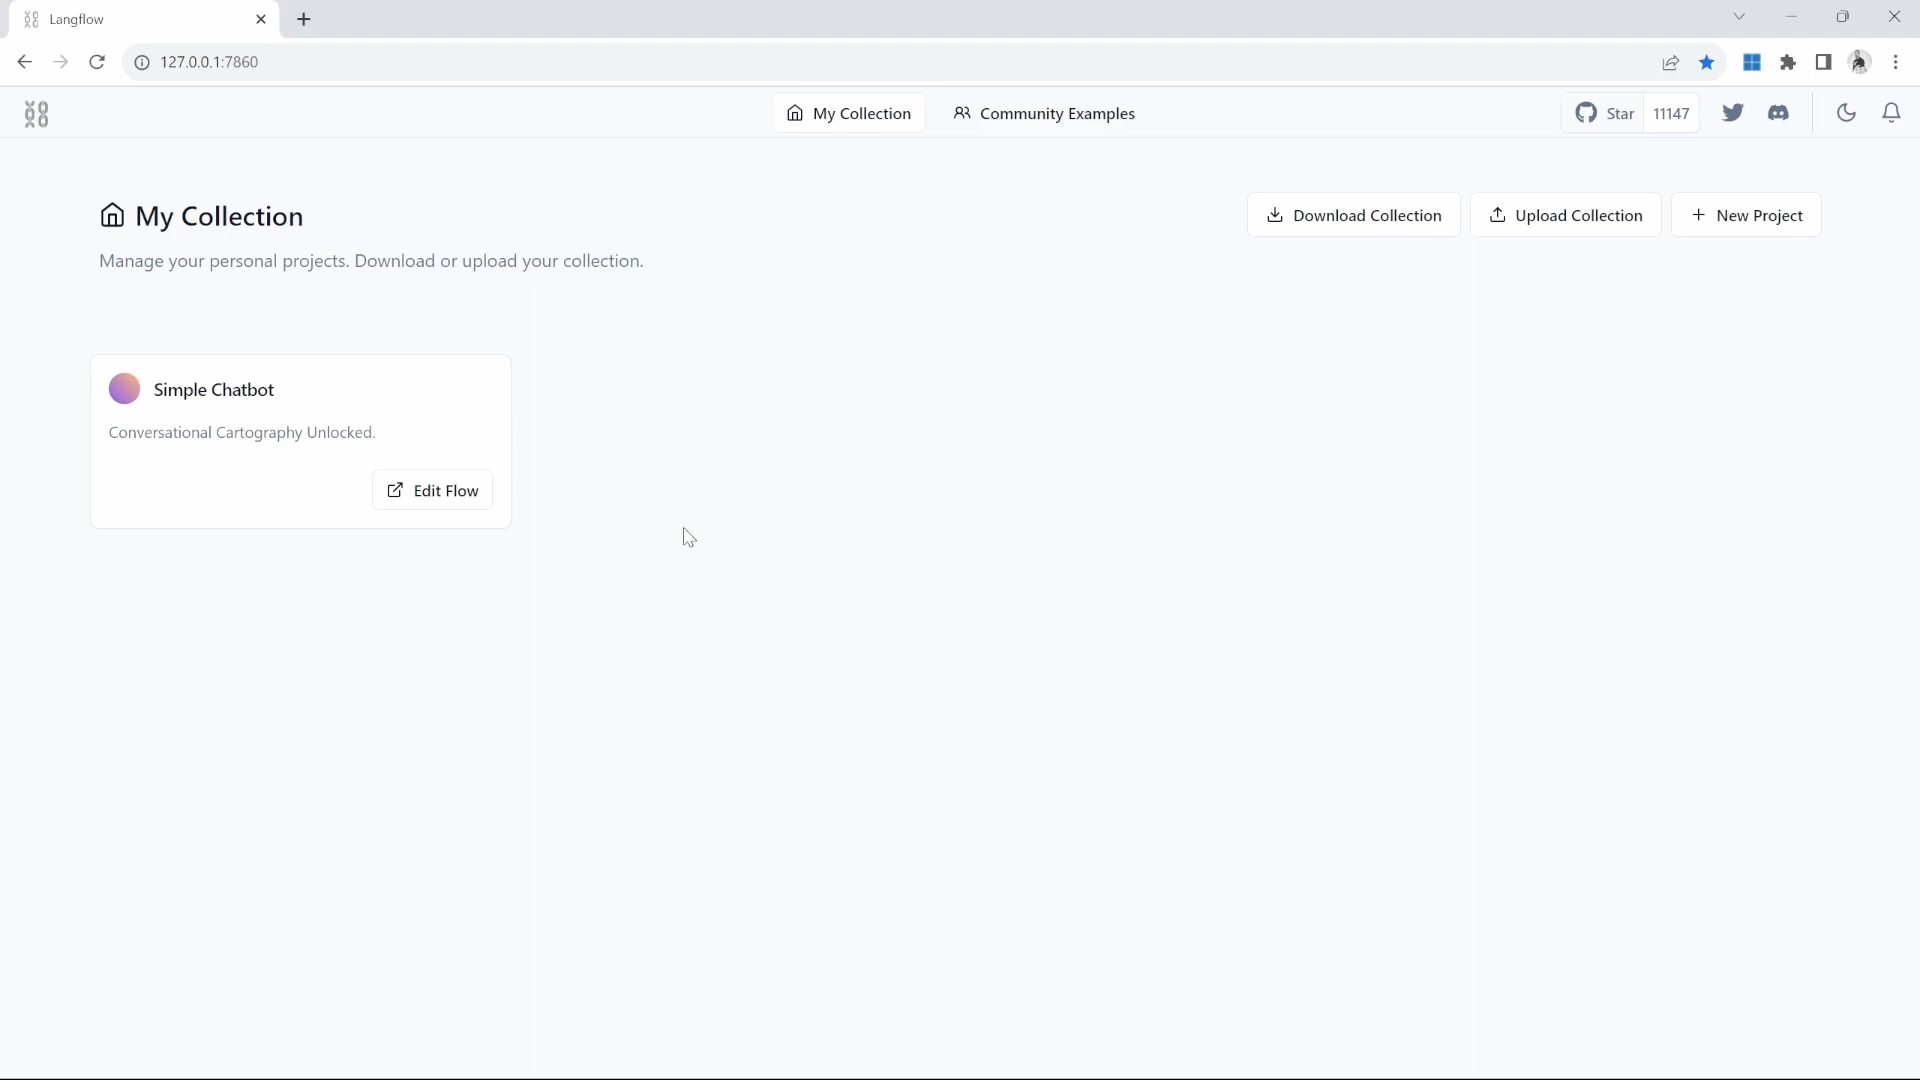 Langflow
127.0.0.1:7860
My Collection
Community Examples
Star 11147
My Collection
Download Collection
Upload Collection
New Project
Manage your personal projects. Download or upload your collection.
Simple Chatbot
Conversational Cartography Unlocked.
Edit Flow